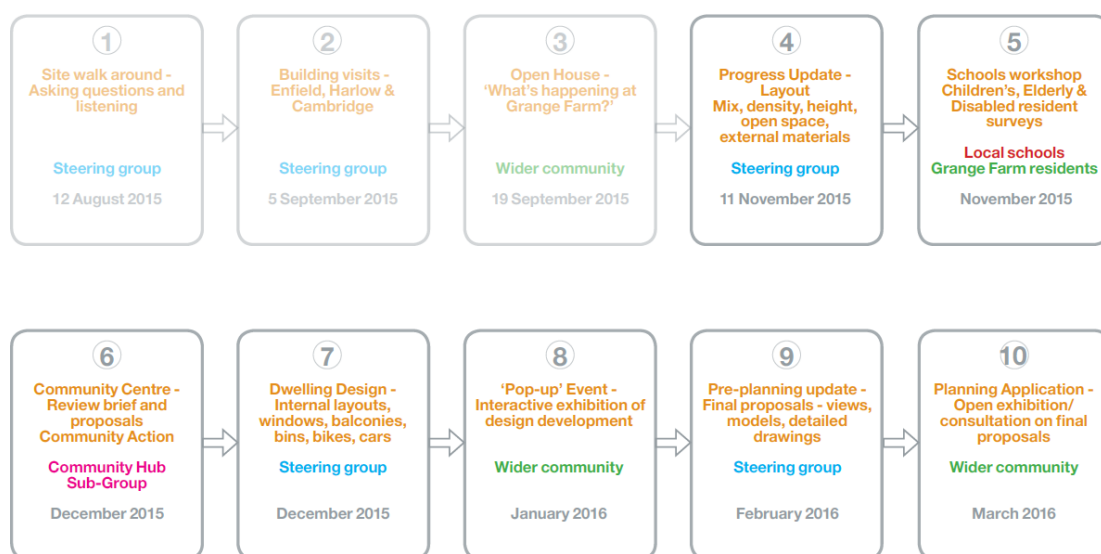 1
Site walk around -
Asking questions and
listening
Steering group
12 August 2015
2
Building visits -
Enfield, Harlow &
Cambridge
Steering group
5 September 2015
3
Open House -
‘What’s happening at
Grange Farm?’
Wider community
19 September 2015
4
Progress Update -
Layout
Mix, density, height,
open space,
external materials
Steering group
11 November 2015
5
Schools workshop
Children’s, Elderly &
Disabled resident
surveys
Local schools
Grange Farm residents
November 2015
6
Community Centre -
Review brief and
proposals
Community Action
Community Hub
Sub-Group
December 2015
7
Dwelling Design -
Internal layouts,
windows, balconies,
bins, bikes, cars
Steering group
December 2015
8
‘Pop-up’ Event -
Interactive exhibition of
design development
Wider community
January 2016
9
Pre-planning update -
Final proposals - views,
models, detailed
drawings
Steering group
February 2016
10
Planning Application -
Open exhibition/
consultation on final
proposals
Wider community
March 2016